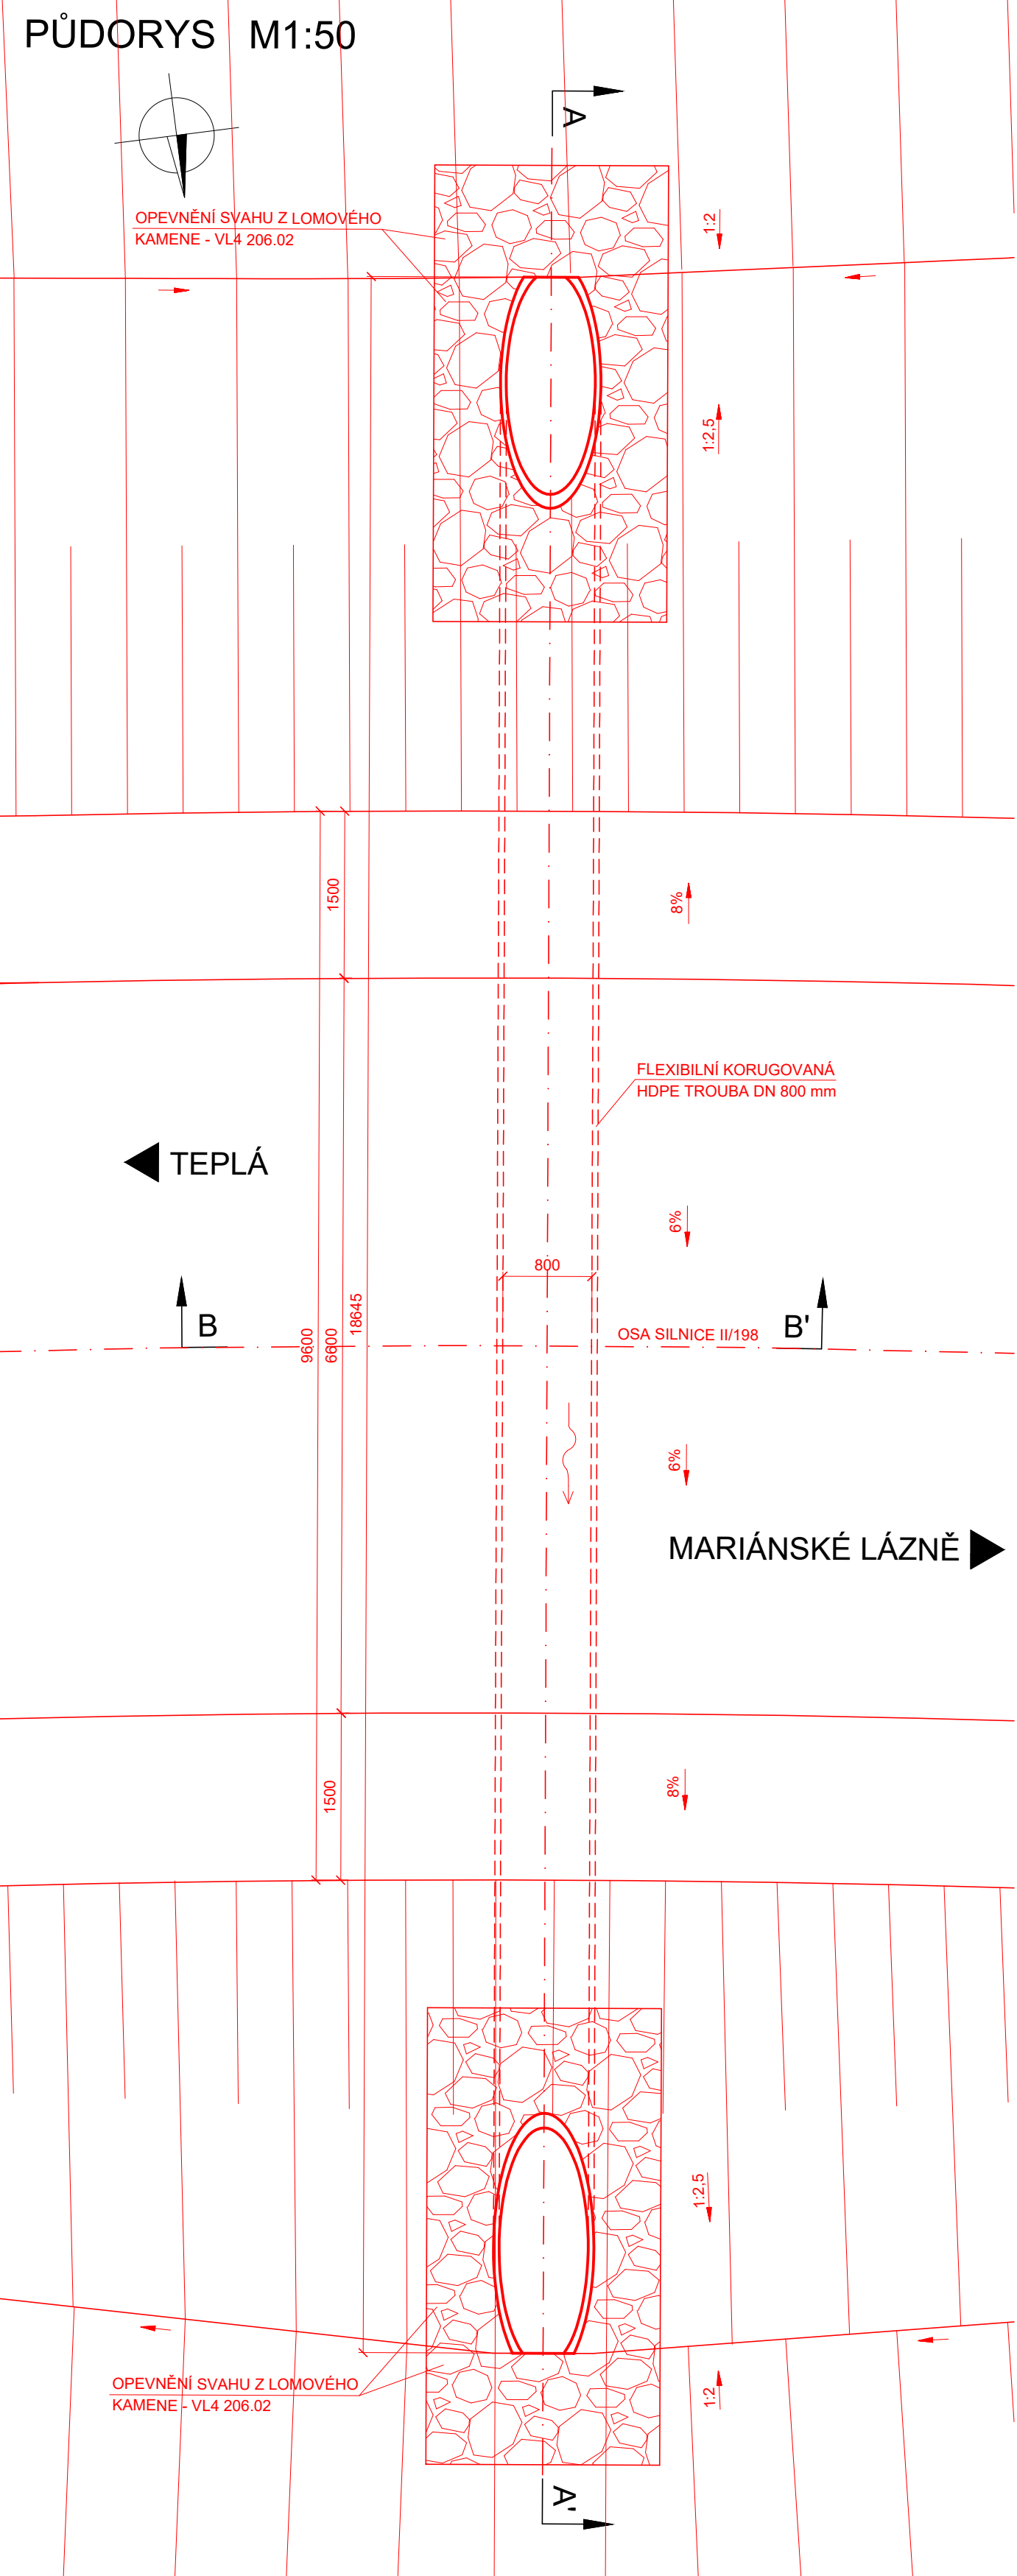 PŮDORYS M1:50
A
OPEVNĚNÍ SVAHU Z LOMOVÉHO
KAMENE - VL4 206.02
1:2
1:2,5
1500
8%
FLEXIBILNÍ KORUGOVANÁ
HDPE TROUBA DN 800 mm
TEPLÁ
6%
800
B
9600
6600
18645
OSA SILNICE II/198
B'
6%
MARIÁNSKÉ LÁZNĚ
1500
8%
1:2,5
OPEVNĚNÍ SVAHU Z LOMOVÉHO
KAMENE - VL4 206.02
1:2
A'